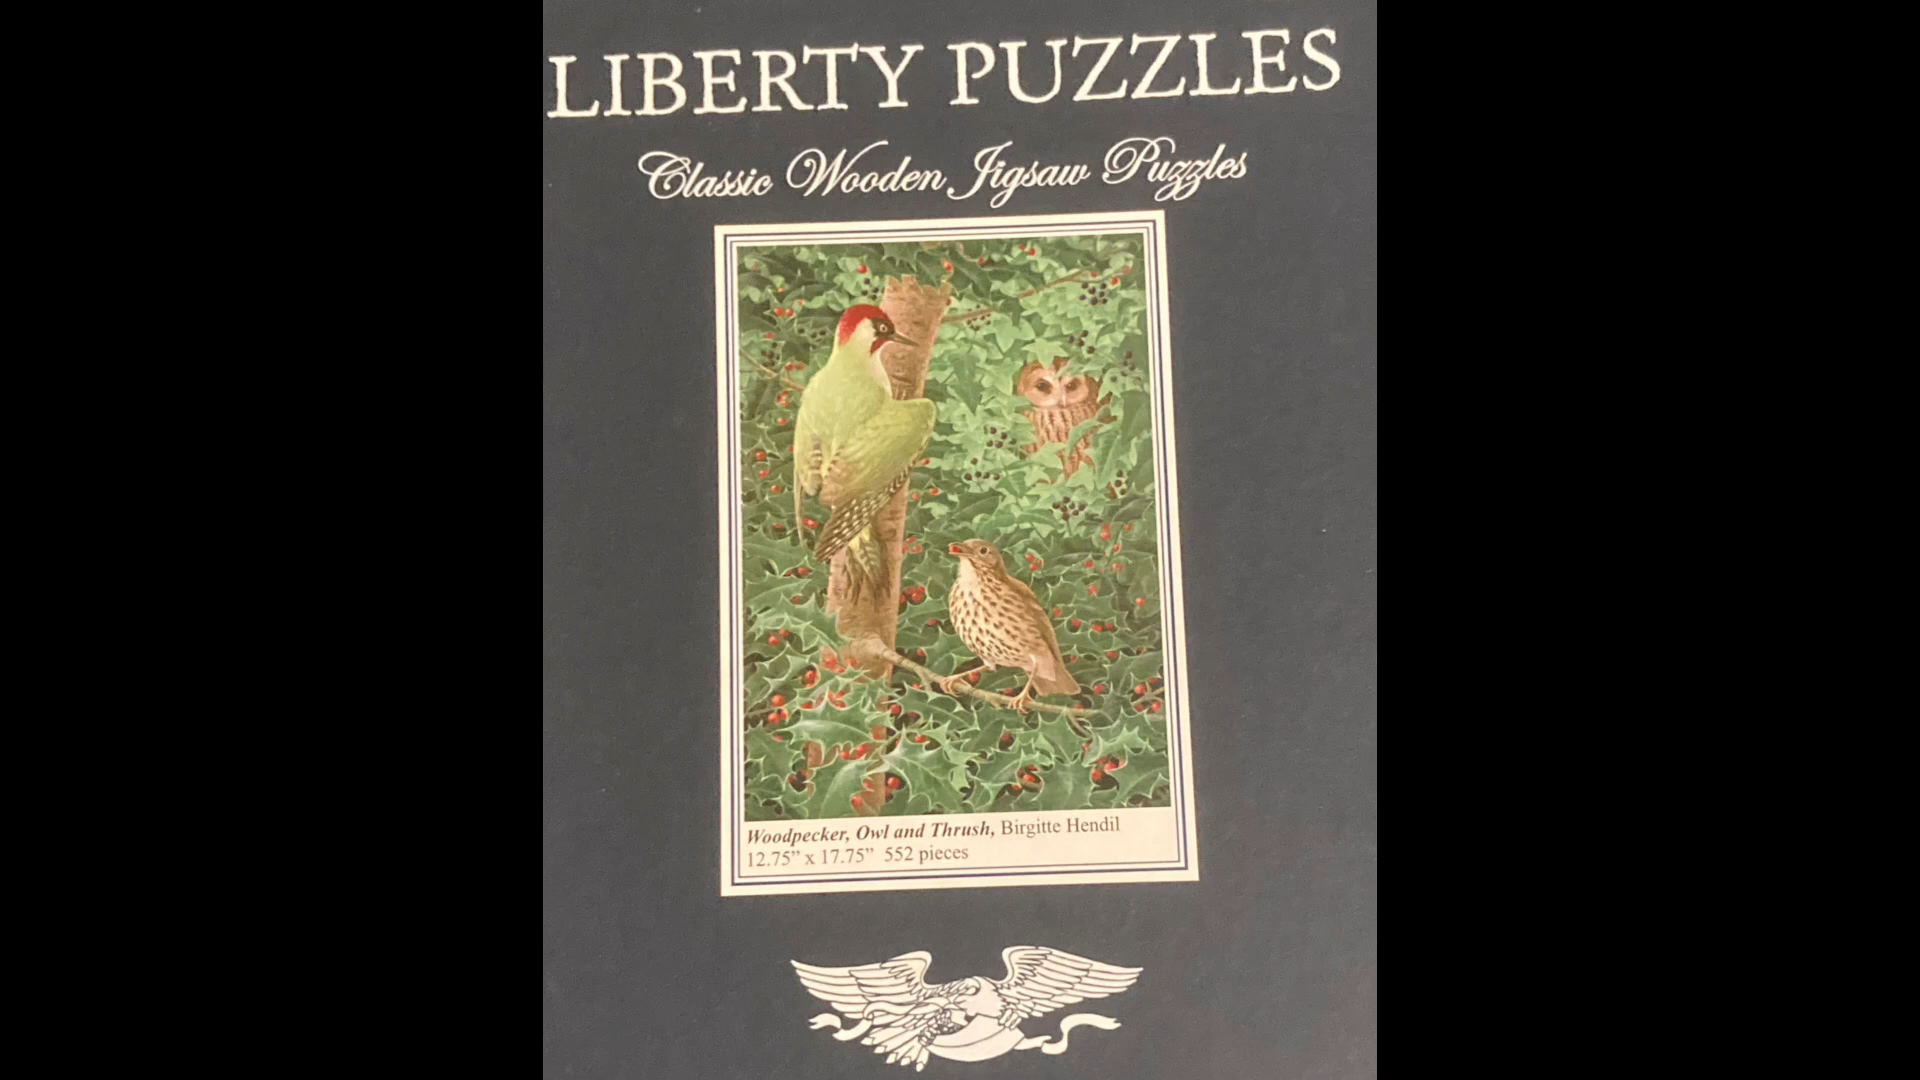 LIBERTY PUZZLES
Classic Wooden Jigsaw Puzzles
Woodpecker, Owl and Thrush, Birgitte Hendil
12.75” x 17.75” 552 pieces